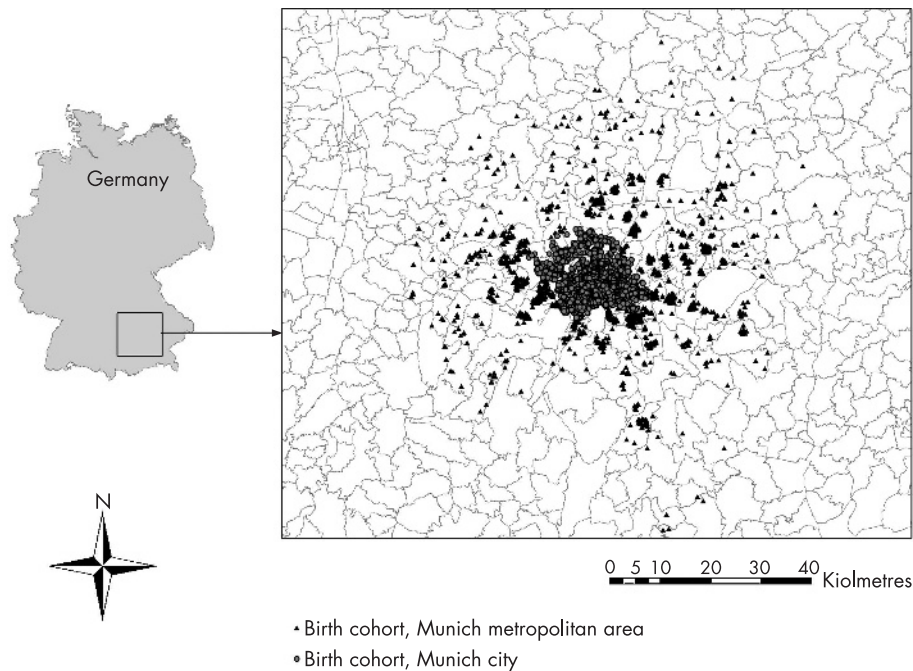 Germany
N
0 5 10 20 30 40
Kiolmetres
Birth cohort, Munich metropolitan area
Birth cohort, Munich city